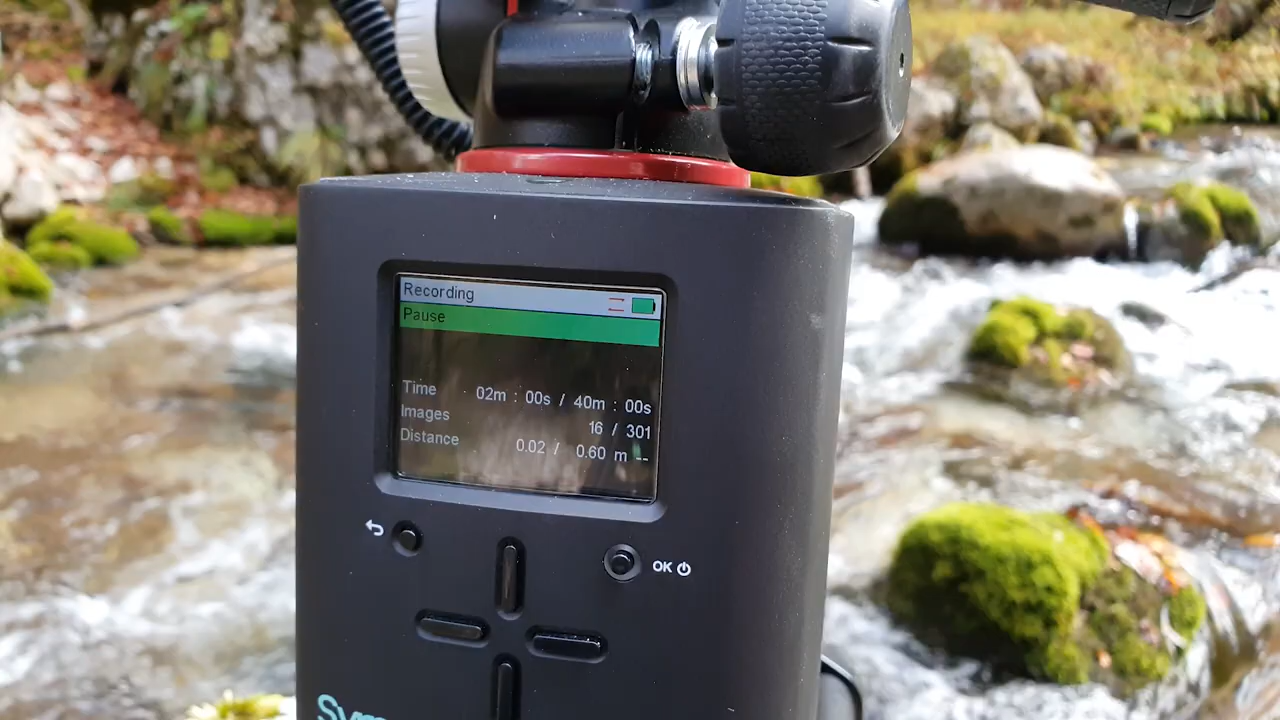 Recording
Pause
Time 02m : 00s / 40m : 00s
Images 16 / 301
Distance 0.02 / 0.60 m --
OK